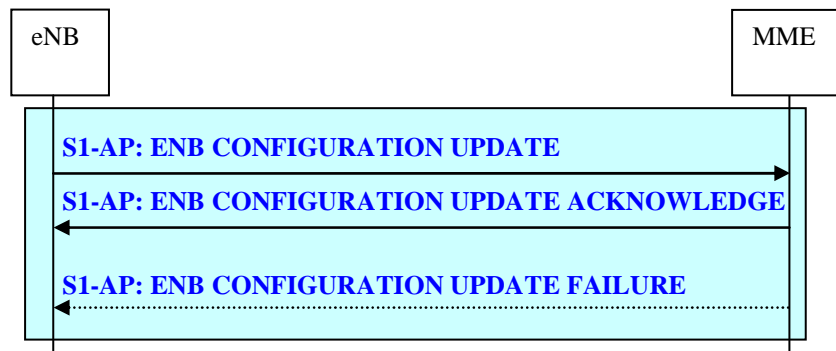 eNB
MME
S1-AP: ENB CONFIGURATION UPDATE
S1-AP: ENB CONFIGURATION UPDATE ACKNOWLEDGE
S1-AP: ENB CONFIGURATION UPDATE FAILURE